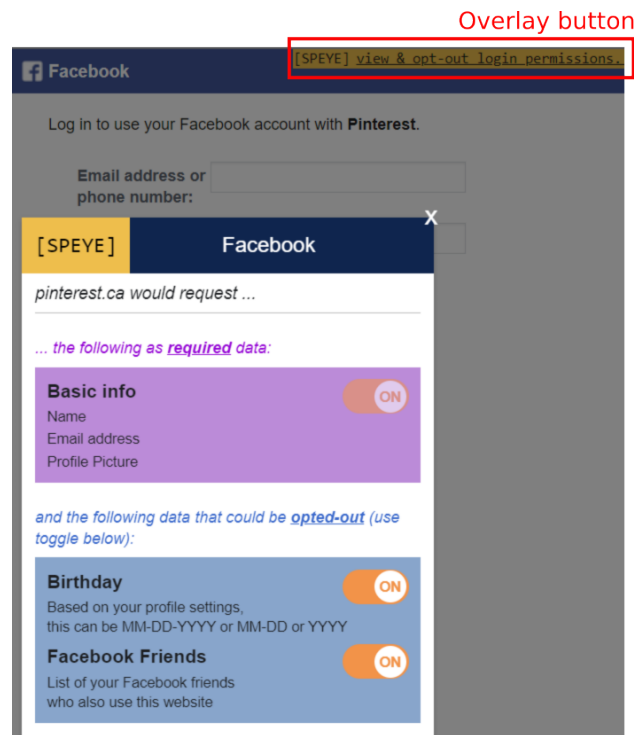 Overlay button
[SPEYE] view & opt-out login permissions.
Facebook
Log in to use your Facebook account with Pinterest.
Email address or
phone number:
X
[SPEYE] Facebook
pinterest.ca would request ...
... the following as required data:
Basic info ON
Name
Email address
Profile Picture
and the following data that could be opted-out (use
toggle below):
Birthday ON
Based on your profile settings,
this can be MM-DD-YYYY or MM-DD or YYYY
Facebook Friends ON
List of your Facebook friends
who also use this website